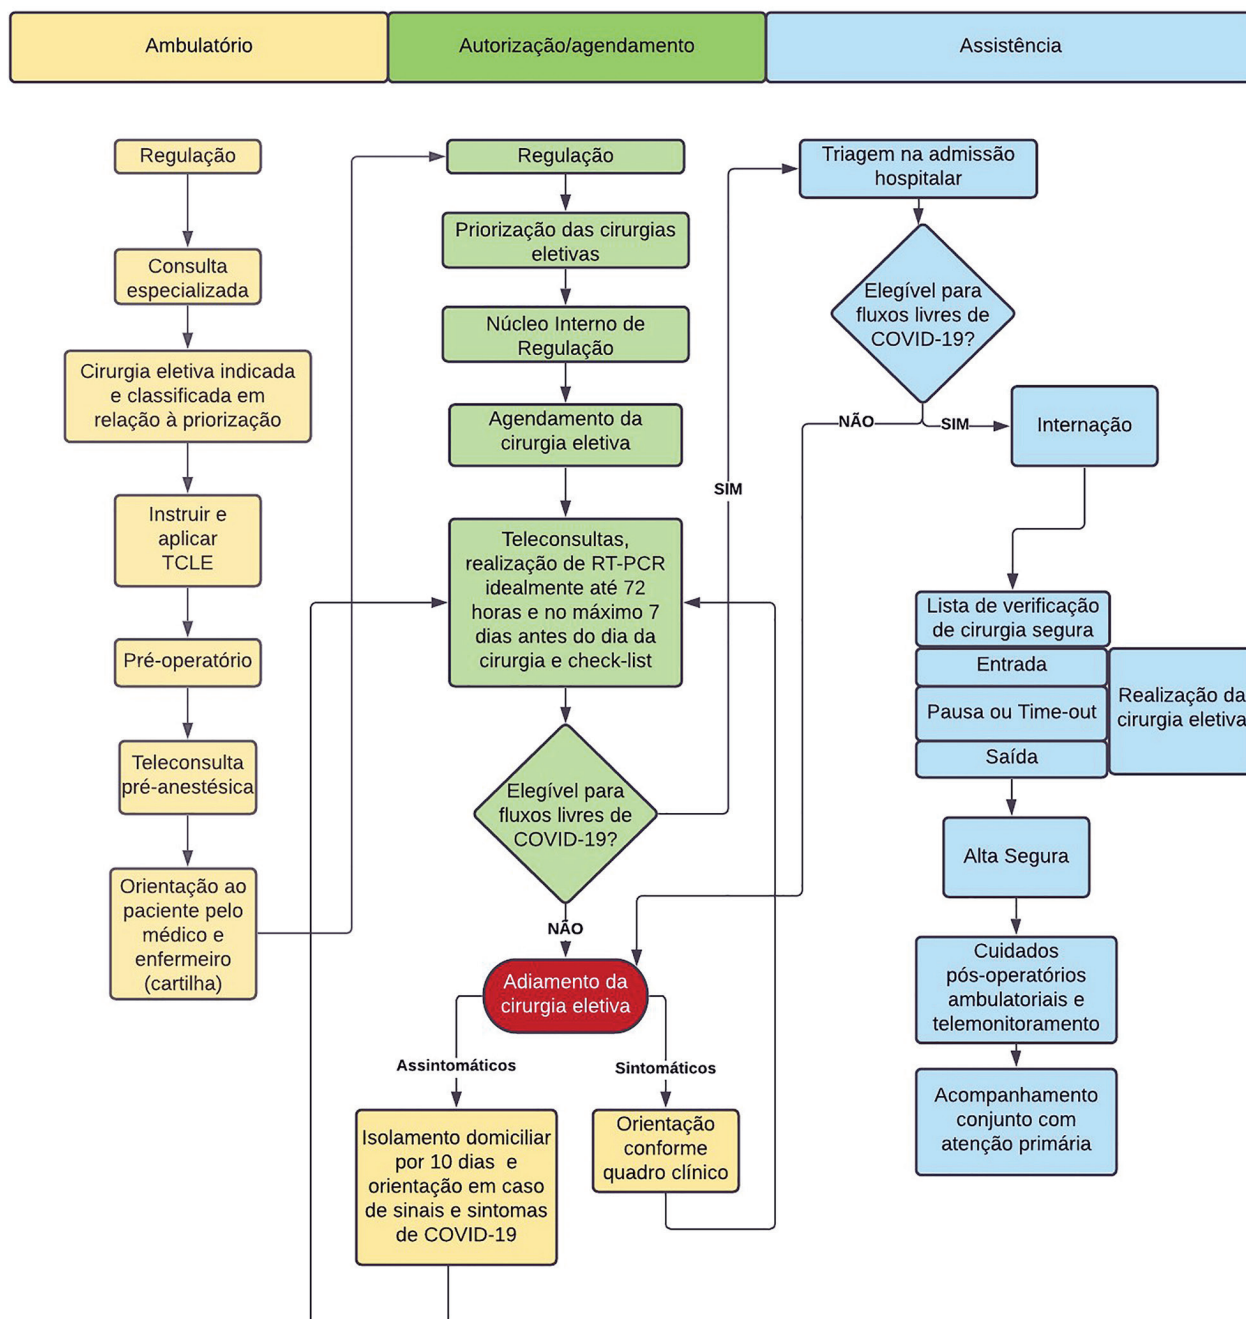 Ambulatório
Autorização/agendamento
Assistência
Regulação
Consulta
especializada
Cirurgia eletiva indicada
e classificada em
relação à priorização
Instruir e
aplicar
TCLE
Pré-operatório
Teleconsulta
pré-anestésica
Orientação ao
paciente pelo
médico e
enfermeiro
(cartilha)
Regulação
Priorização das cirurgias
eletivas
Núcleo Interno de
Regulação
Agendamento da
cirurgia eletiva
Teleconsultas,
realização de RT-PCR
idealmente até 72
horas e no máximo 7
dias antes do dia da
cirurgia e check-list
Elegível para
fluxos livres de
COVID-19?
SIM
NÃO
Adiamento da
cirurgia eletiva
Assintomáticos
Sintomáticos
Isolamento domiciliar
por 10 dias e
orientação em caso
de sinais e sintomas
de COVID-19
Orientação
conforme
quadro clínico
Triagem na admissão
hospitalar
Elegível para
fluxos livres de
COVID-19?
NÃO
SIM
Internação
Lista de verificação
de cirurgia segura
Entrada
Pausa ou Time-out
Saída
Realização da
cirurgia eletiva
Alta Segura
Cuidados
pós-operatórios
ambulatoriais e
telemonitoramento
Acompanhamento
conjunto com
atenção primária